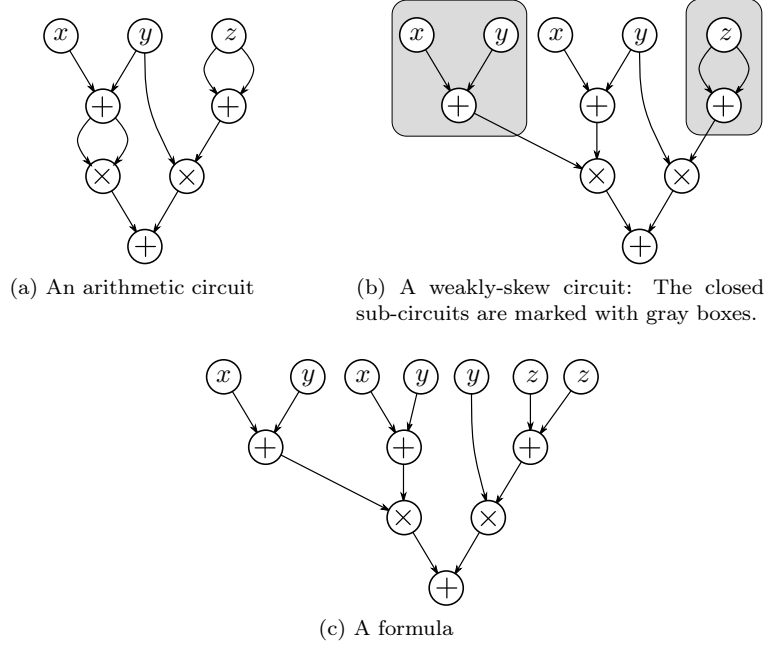 x y z x y x y z
+ + + + +
× × × ×
+ +
(a) An arithmetic circuit
(b) A weakly-skew circuit: The closed
sub-circuits are marked with gray boxes.
x y x y y z z
+ + +
× ×
+
(c) A formula